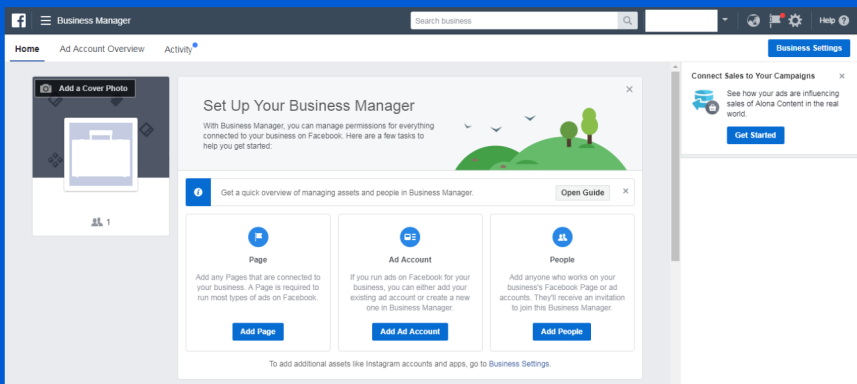 Business Manager
Search business
Help
Home
Ad Account Overview
Activity
Business Settings
Add a Cover Photo
1
Set Up Your Business Manager
With Business Manager, you can manage permissions for everything
connected to your business on Facebook. Here are a few tasks to
help you get started:
Get a quick overview of managing assets and people in Business Manager.
Open Guide
Page
Add any Pages that are connected to
your business. A Page is required to
run most types of ads on Facebook.
Add Page
Ad Account
If you run ads on Facebook for your
business, you can either add your
existing ad account or create a new
one in Business Manager.
Add Ad Account
People
Add anyone who works on your
business's Facebook Page or ad
accounts. They'll receive an invitation
to join this Business Manager.
Add People
To add additional assets like Instagram accounts and apps, go to Business Settings.
Connect Sales to Your Campaigns
See how your ads are influencing
sales of Alona Content in the real
world.
Get Started